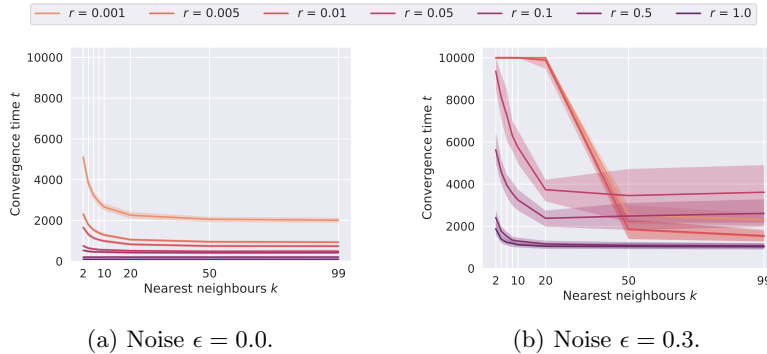 r = 0.001 r = 0.005 r = 0.01 r = 0.05 r = 0.1 r = 0.5 r = 1.0
Convergence time t
10000
8000
6000
4000
2000
0
2 10 20 50 99
Nearest neighbours k
(a) Noise ϵ = 0.0.
Convergence time t
10000
8000
6000
4000
2000
0
2 10 20 50 99
Nearest neighbours k
(b) Noise ϵ = 0.3.